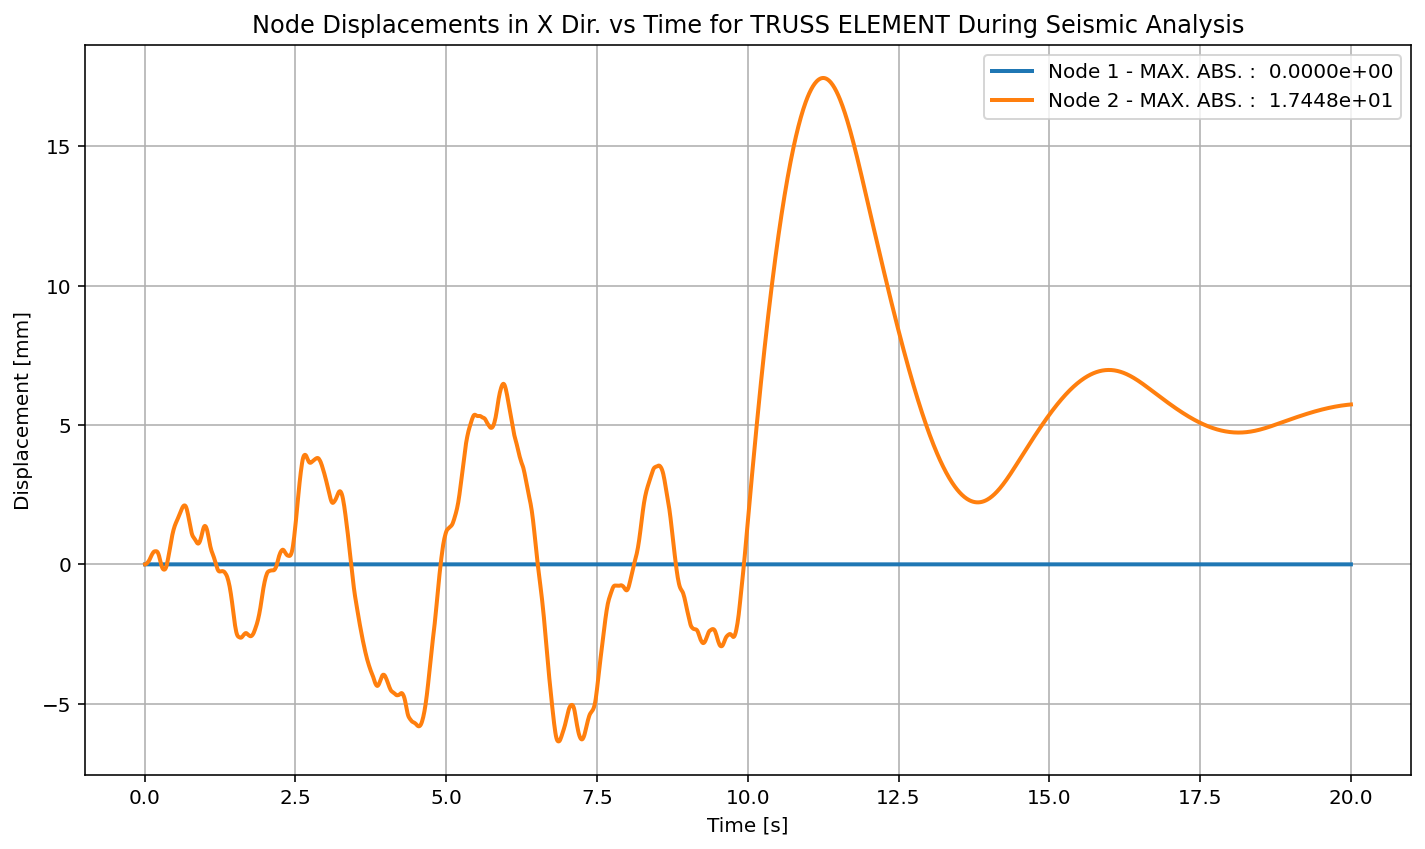 Node Displacements in X Dir. vs Time for TRUSS ELEMENT During Seismic Analysis
Node 1 - MAX. ABS. :  0.0000e+00
Node 2 - MAX. ABS. :  1.7448e+01
Displacement [mm]
15
10
5
0
−5
0.0 2.5 5.0 7.5 10.0 12.5 15.0 17.5 20.0
Time [s]